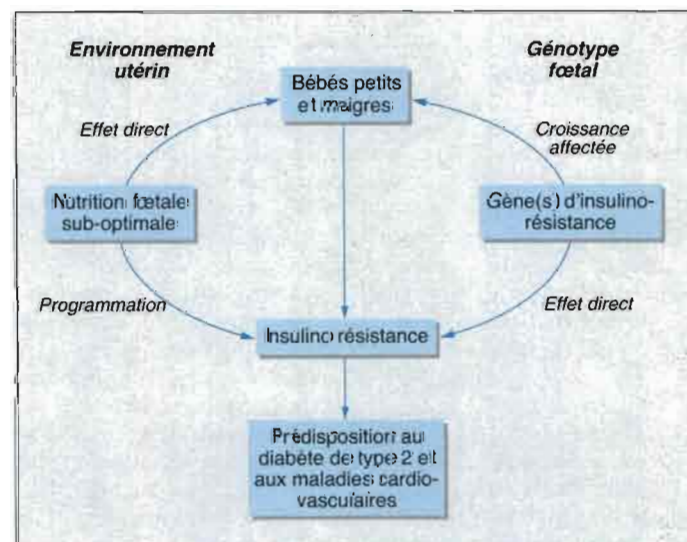 Environnement
utérin
Génotype
fœtal
Bébés petits
et maigres
Effet direct
Croissance
affectée
Nutrition fœtale
sub-optimale
Gène(s) d'insulino-
résistance
Programmation
Effet direct
Insulino résistance
Prédisposition au
diabète de type 2 et
aux maladies cardio-
vasculaires